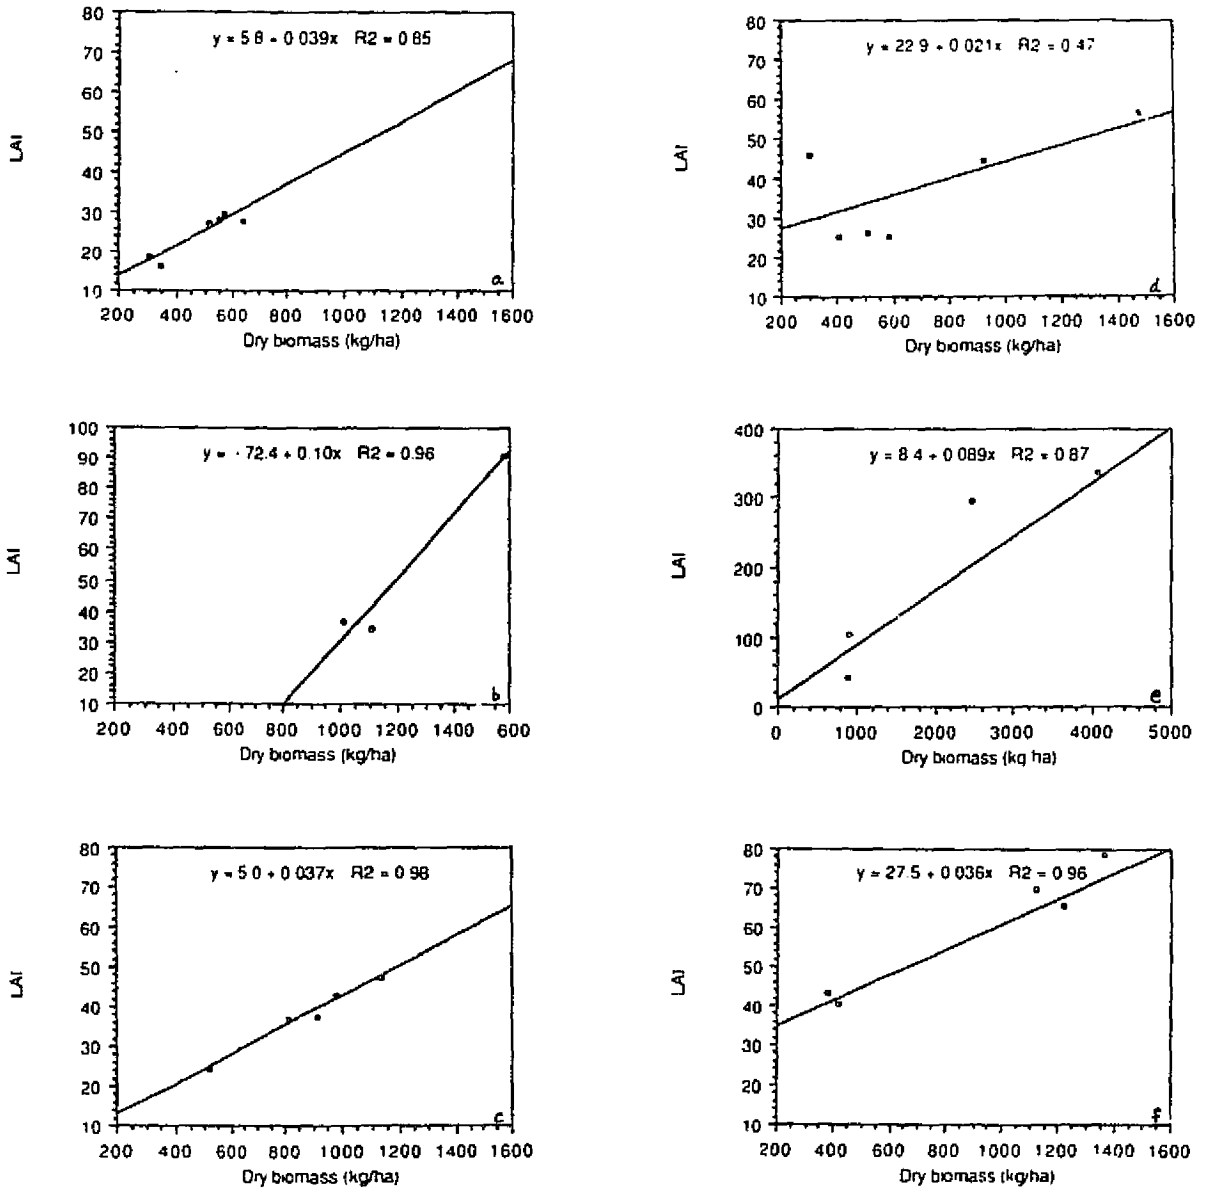 80
y = 5 8 + 0 039x R2 = 0 85
70
60
50
40
30
20
10
LAI
a
200 400 600 800 1000 1200 1400 1600
Dry biomass (kg/ha)
80
y = 22 9 + 0 021x R2 = 0 47
70
60
50
40
30
20
10
LAI
d
200 400 600 800 1000 1200 1400 1600
Dry biomass (kg/ha)
100
y = - 72.4 + 0.10x R2 = 0.96
90
80
70
60
50
40
30
20
10
LAI
b
200 400 600 800 1000 1200 1400 600
Dry biomass (kg/ha)
400
y = 8 4 + 0 089x R2 = 0 87
300
200
100
0
LAI
e
0 1000 2000 3000 4000 5000
Dry biomass (kg ha)
80
y = 5 0 + 0 037x R2 = 0 98
70
60
50
40
30
20
10
LAI
c
200 400 600 800 1000 1200 1400 1600
Dry biomass (kg/ha)
80
y = 27.5 + 0 036x R2 = 0 96
70
60
50
40
30
20
10
LAI
f
200 400 600 800 1000 1200 1400 1600
Dry biomass (kg/ha)